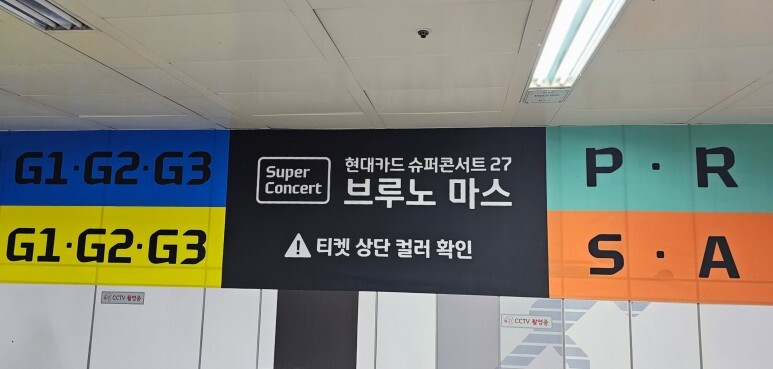 G1·G2·G3
G1·G2·G3
Super
Concert
현대카드 슈퍼콘서트 27
브루노 마스
티켓 상단 컬러 확인
P·R
S·A
CCTV 촬영중
CCTV 촬영중